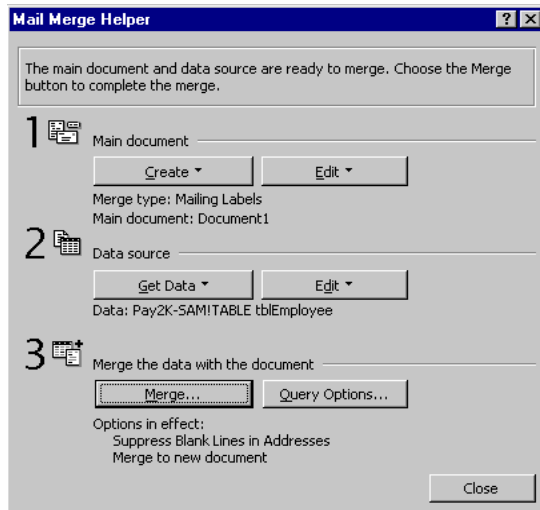 Mail Merge Helper
The main document and data source are ready to merge. Choose the Merge
button to complete the merge.
1 Main document
Create Edit
Merge type: Mailing Labels
Main document: Document1
2 Data source
Get Data Edit
Data: Pay2K-SAM!TABLE tblEmployee
3 Merge the data with the document
Merge... Query Options...
Options in effect:
Suppress Blank Lines in Addresses
Merge to new document
Close